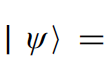 | ψ⟩ =